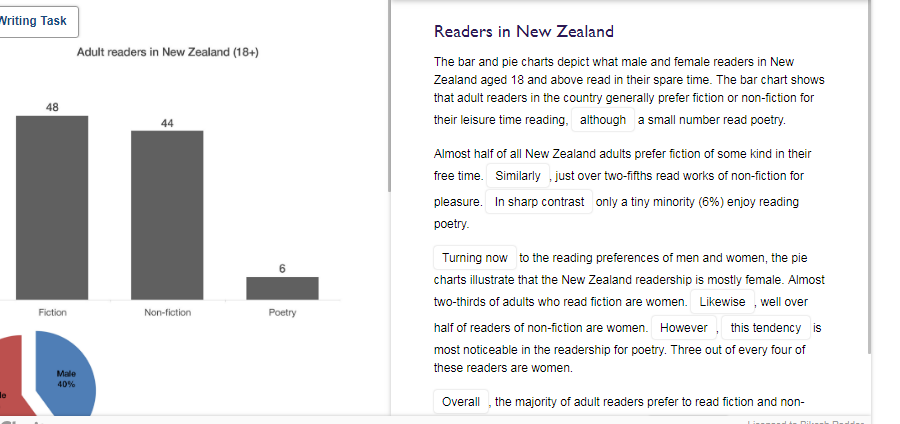 Writing Task
Adult readers in New Zealand (18+)
48
44
6
Fiction
Non-fiction
Poetry
Male
40%
Readers in New Zealand
The bar and pie charts depict what male and female readers in New
Zealand aged 18 and above read in their spare time. The bar chart shows
that adult readers in the country generally prefer fiction or non-fiction for
their leisure time reading, although a small number read poetry.
Almost half of all New Zealand adults prefer fiction of some kind in their
free time. Similarly , just over two-fifths read works of non-fiction for
pleasure. In sharp contrast only a tiny minority (6%) enjoy reading
poetry.
Turning now to the reading preferences of men and women, the pie
charts illustrate that the New Zealand readership is mostly female. Almost
two-thirds of adults who read fiction are women. Likewise , well over
half of readers of non-fiction are women. However , this tendency is
most noticeable in the readership for poetry. Three out of every four of
these readers are women.
Overall , the majority of adult readers prefer to read fiction and non-